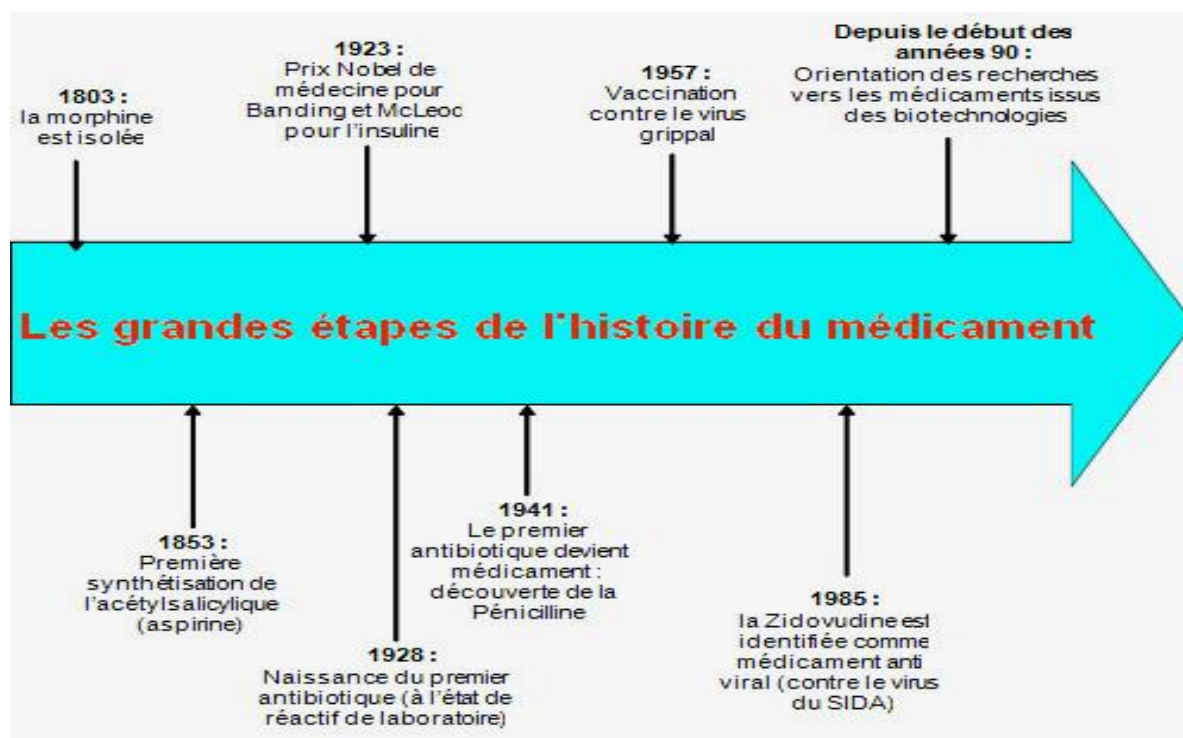 1803 :
la morphine
est isolée
1923 :
Prix Nobel de
médecine pour
Banding et McLeod
pour l'insuline
1957 :
Vaccination
contre le virus
grippal
Depuis le début des
années 90 :
Orientation des recherches
vers les médicaments issus
des biotechnologies
Les grandes étapes de l'histoire du médicament
1853 :
Première
synthétisation de
l'acétylsalicylique
(aspirine)
1928 :
Naissance du premier
antibiotique (à l'état de
réactif de laboratoire)
1941 :
Le premier
antibiotique devient
médicament :
découverte de la
Pénicilline
1985 :
la Zidovudine est
identifiée comme
médicament anti
viral (contre le virus
du SIDA)